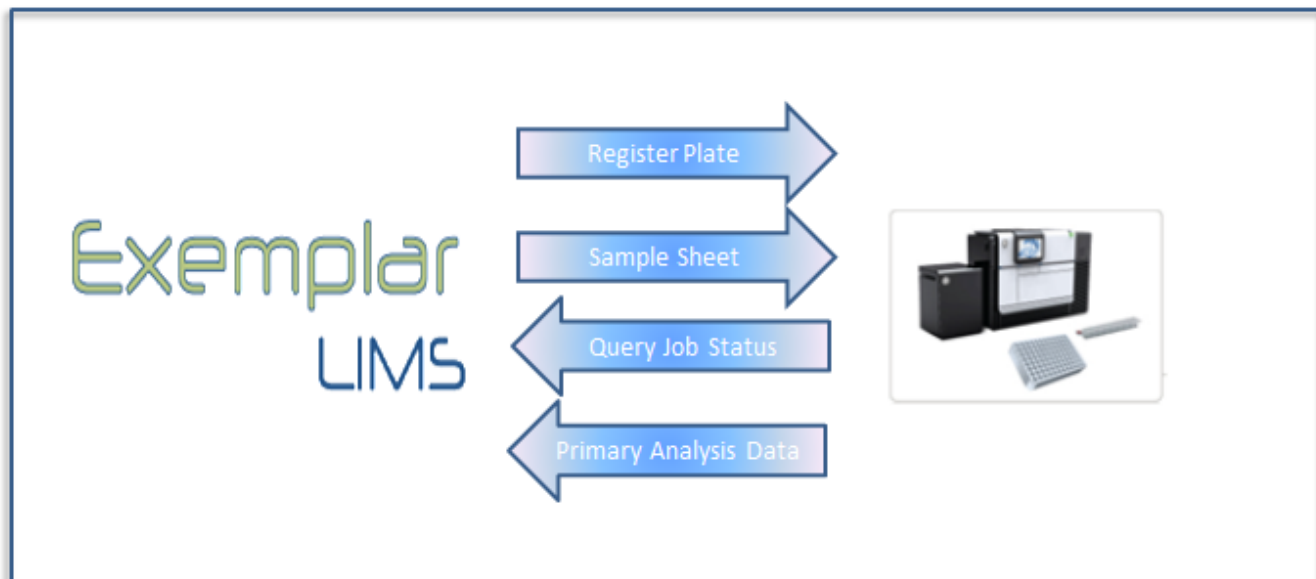 Register Plate
Sample Sheet
Exemplar
LIMS
Query Job Status
Primary Analysis Data